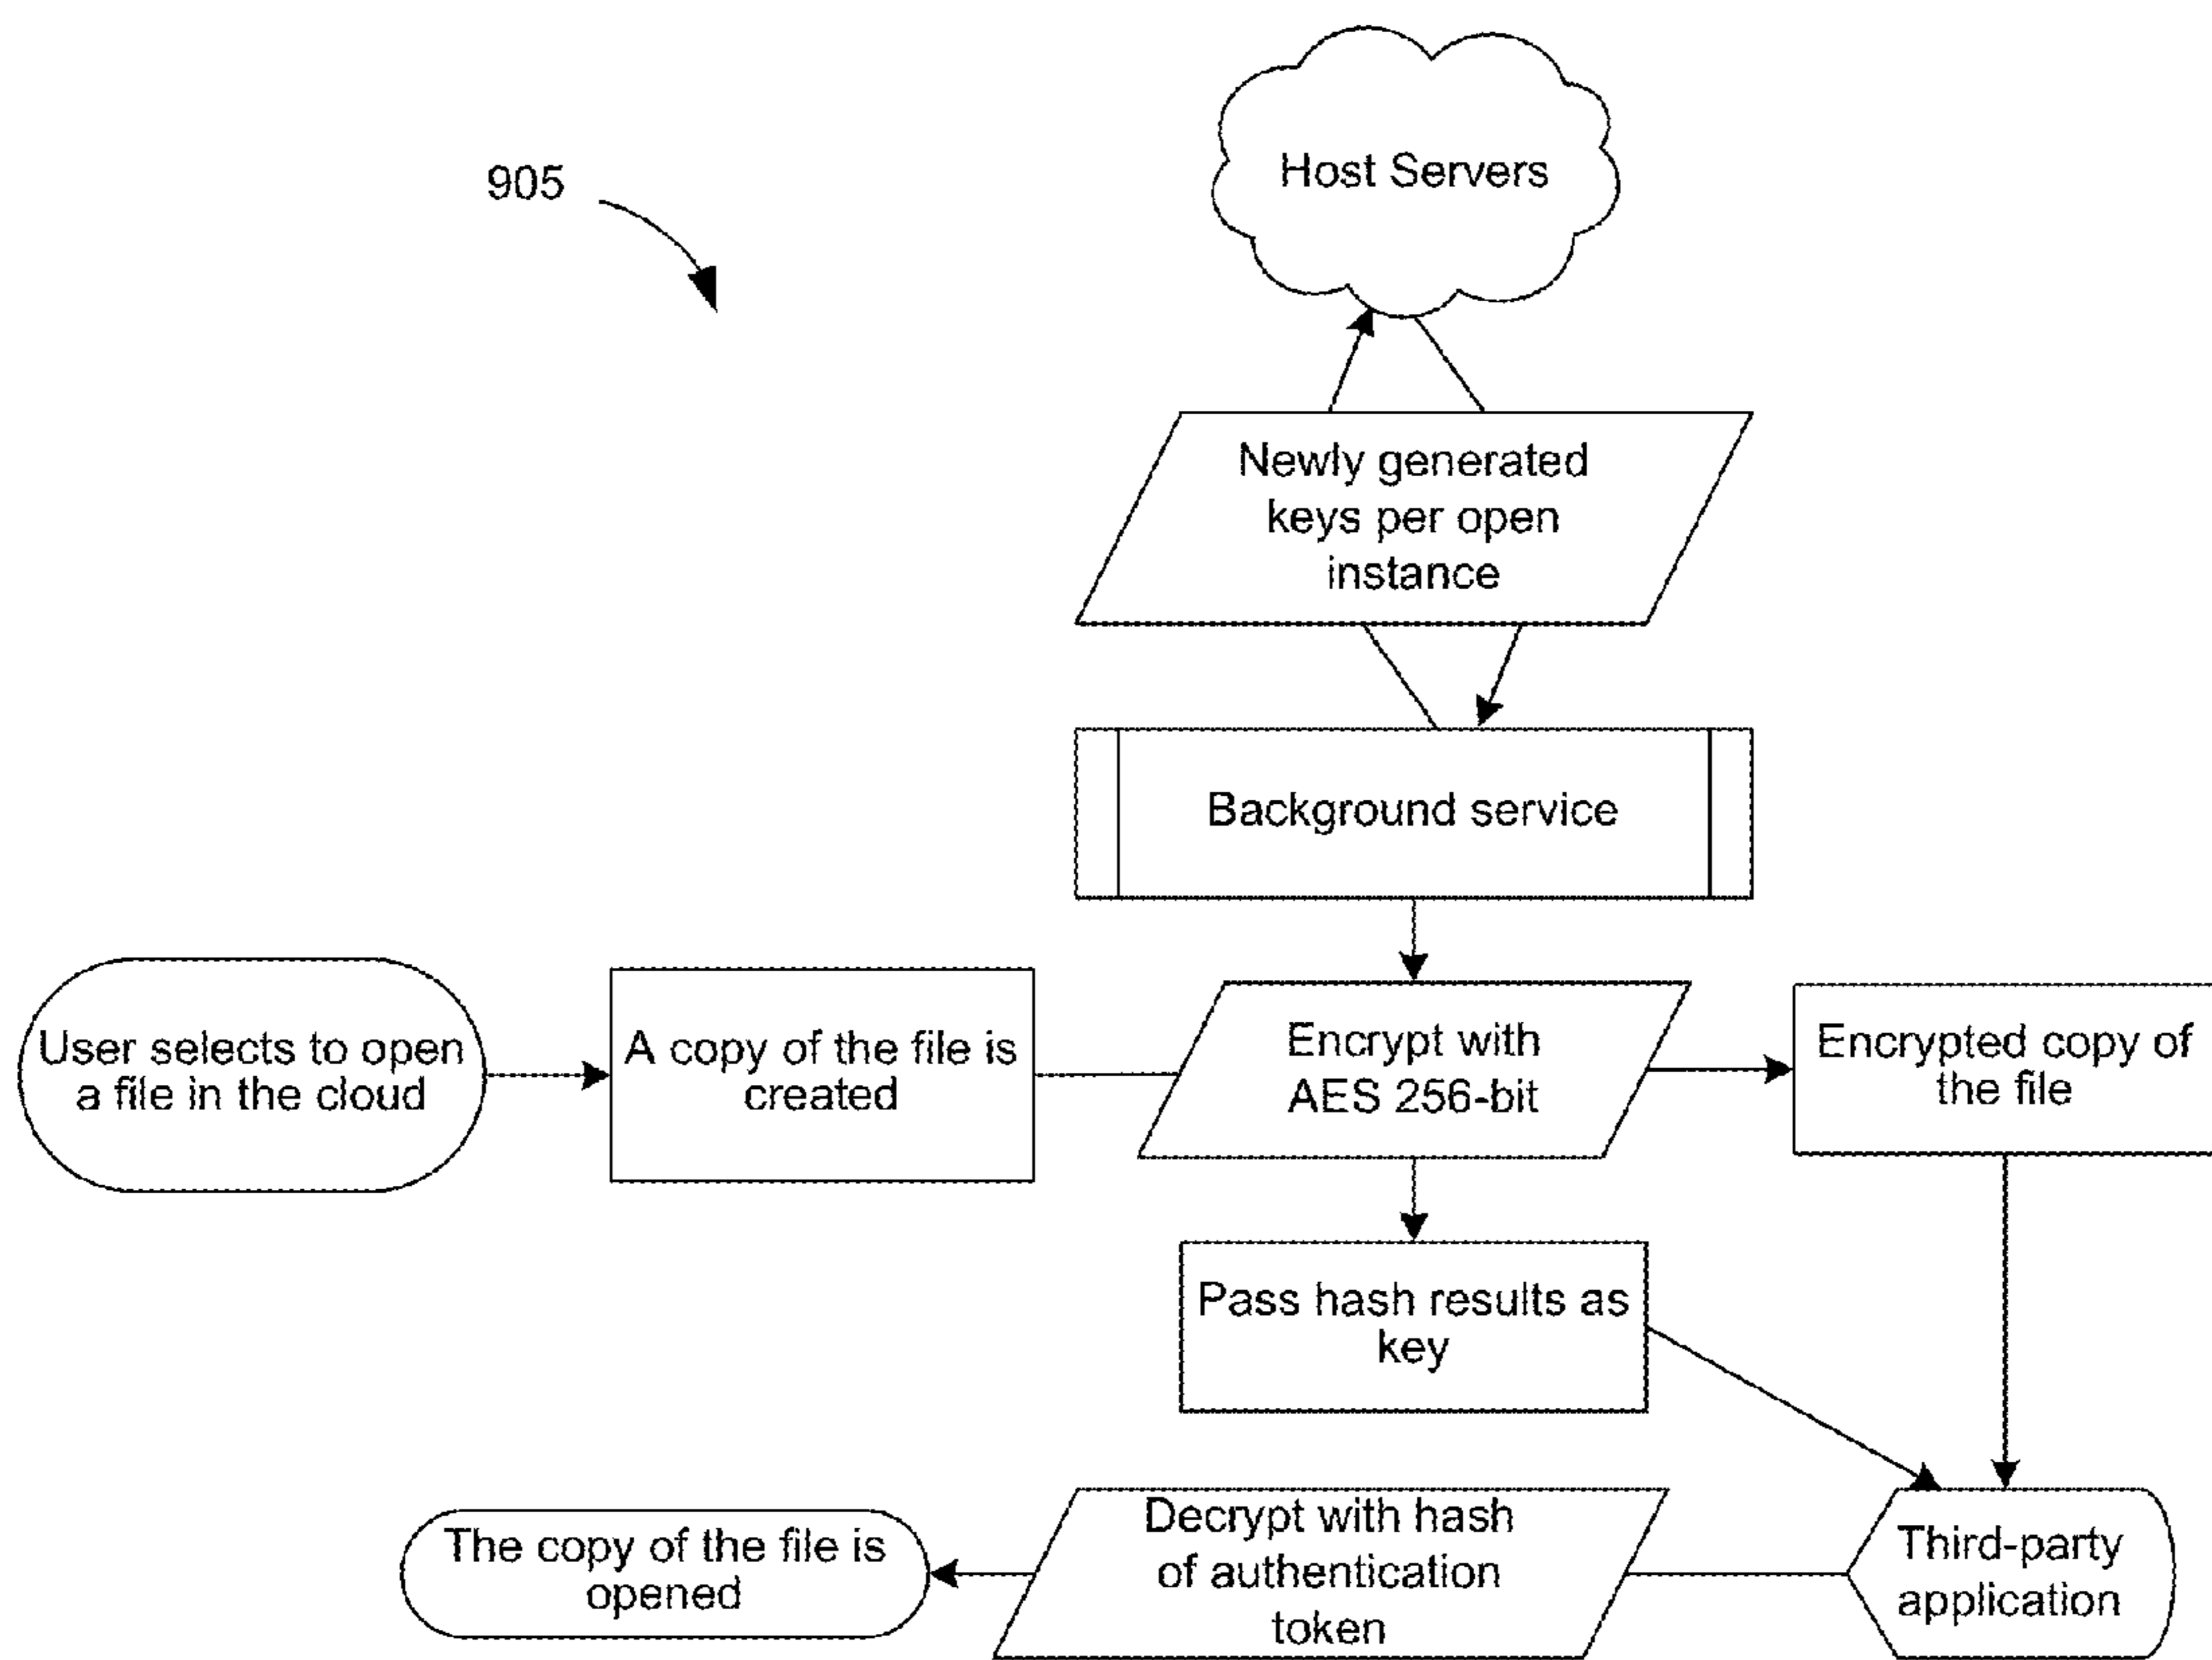 905
Host Servers
Newly generated
keys per open
instance
Background service
User selects to open
a file in the cloud
A copy of the file is
created
Encrypt with
AES 256-bit
Encrypted copy of
the file
Pass hash results as
key
The copy of the file is
opened
Decrypt with hash
of authentication
token
Third-party
application